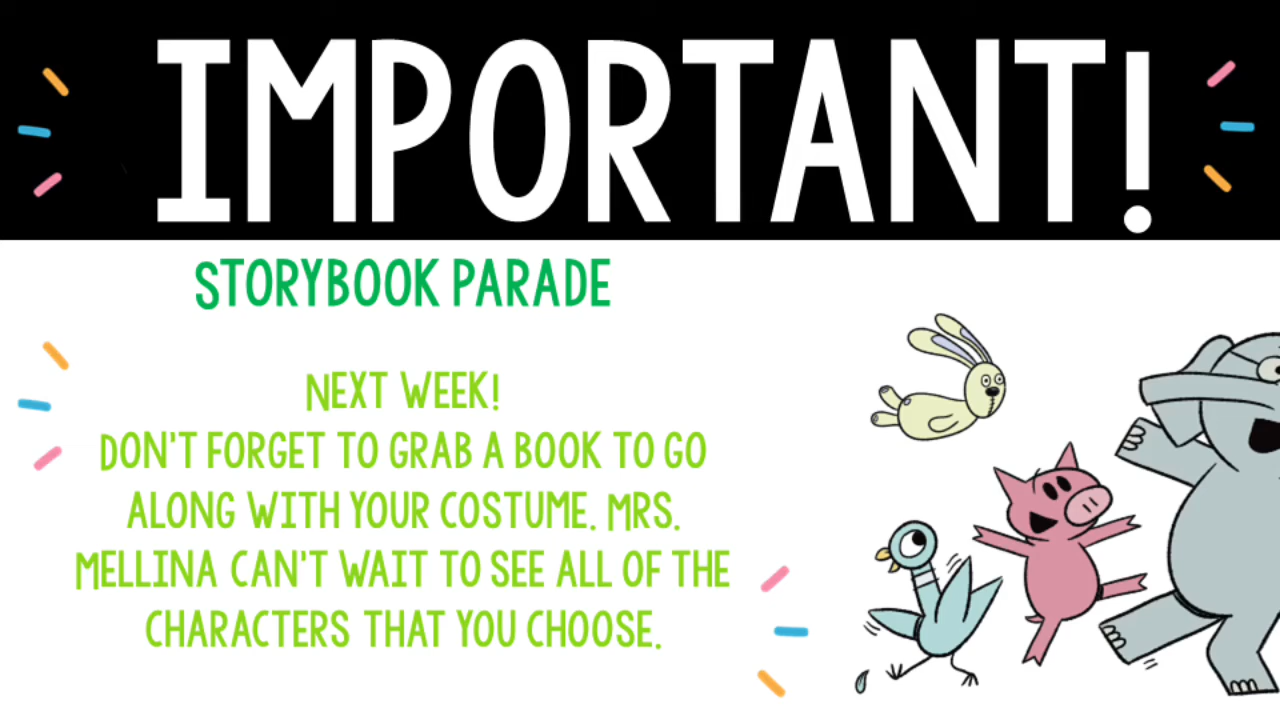 IMPORTANT!
STORYBOOK PARADE
NEXT WEEK!
DON'T FORGET TO GRAB A BOOK TO GO
ALONG WITH YOUR COSTUME. MRS.
MELLINA CAN'T WAIT TO SEE ALL OF THE
CHARACTERS THAT YOU CHOOSE.